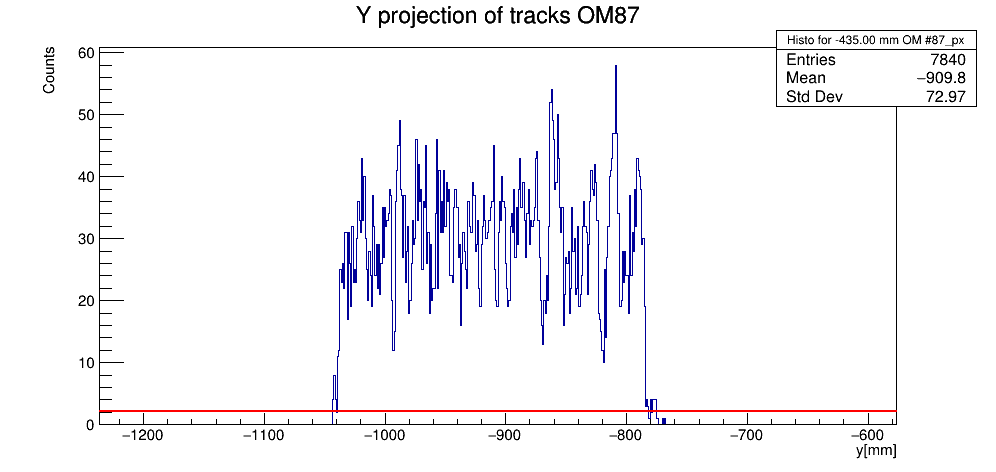 Y projection of tracks OM87
Histo for -435.00 mm OM #87_px
Entries 7840
Mean −909.8
Std Dev 72.97
Counts
60
50
40
30
20
10
0
−1200 −1100 −1000 −900 −800 −700 −600
y[mm]